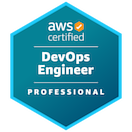 aws
certified
DevOps
Engineer
PROFESSIONAL